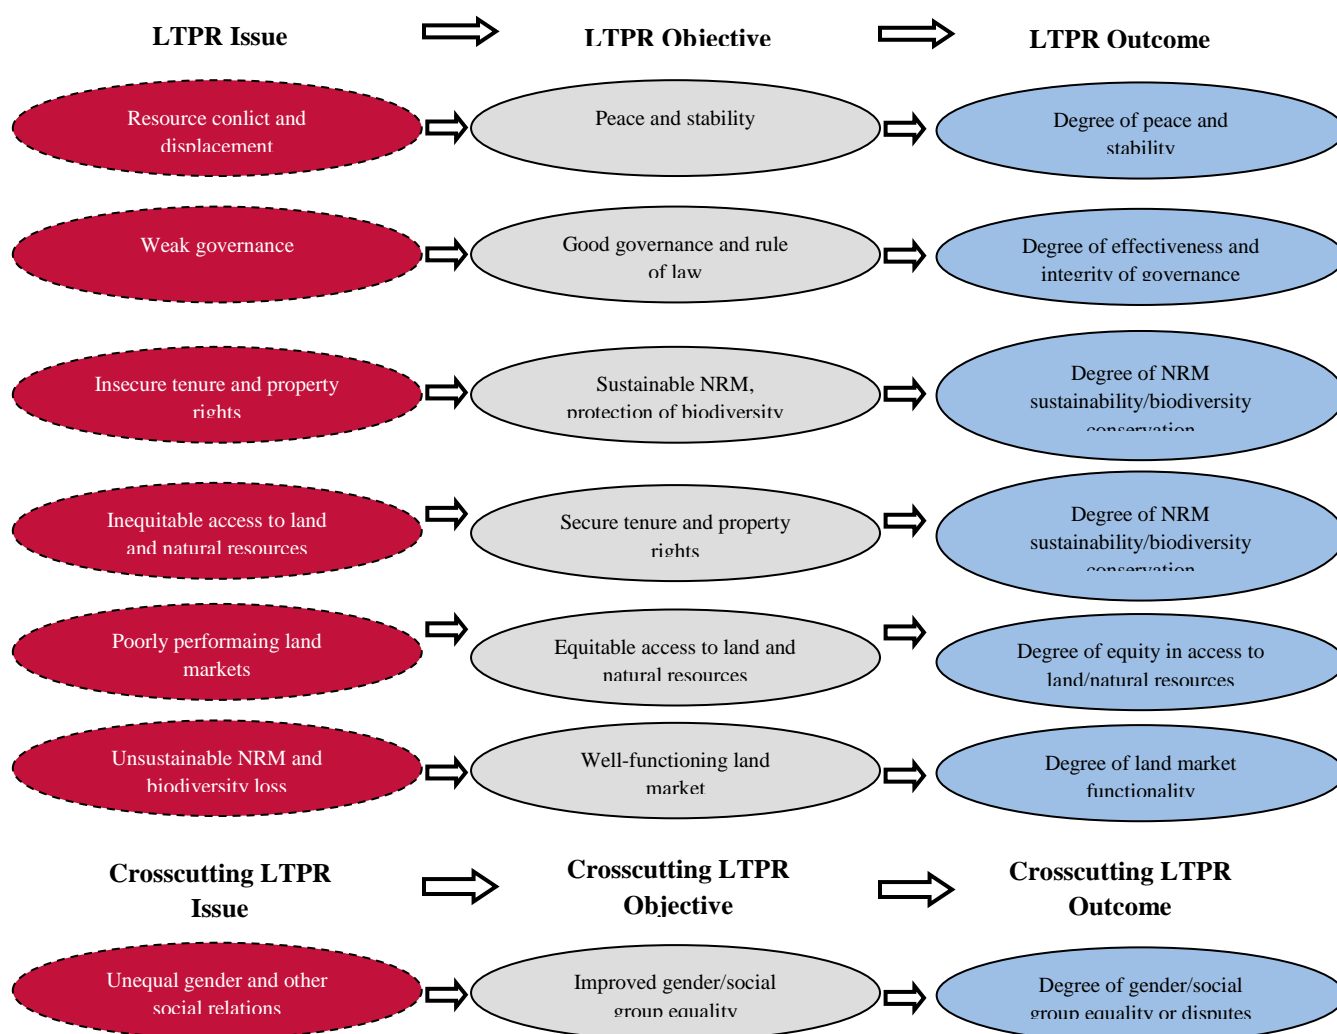 LTPR Issue
LTPR Objective
LTPR Outcome
Resource conlict and
displacement
Peace and stability
Degree of peace and
stability
Weak governance
Good governance and rule
of law
Degree of effectiveness and
integrity of governance
Insecure tenure and property
rights
Sustainable NRM,
protection of biodiversity
Degree of NRM
sustainability/biodiversity
conservation
Inequitable access to land
and natural resources
Secure tenure and property
rights
Degree of NRM
sustainability/biodiversity
conservation
Poorly performaing land
markets
Equitable access to land and
natural resources
Degree of equity in access to
land/natural resources
Unsustainable NRM and
biodiversity loss
Well-functioning land
market
Degree of land market
functionality
Crosscutting LTPR
Issue
Crosscutting LTPR
Objective
Crosscutting LTPR
Outcome
Unequal gender and other
social relations
Improved gender/social
group equality
Degree of gender/social
group equality or disputes